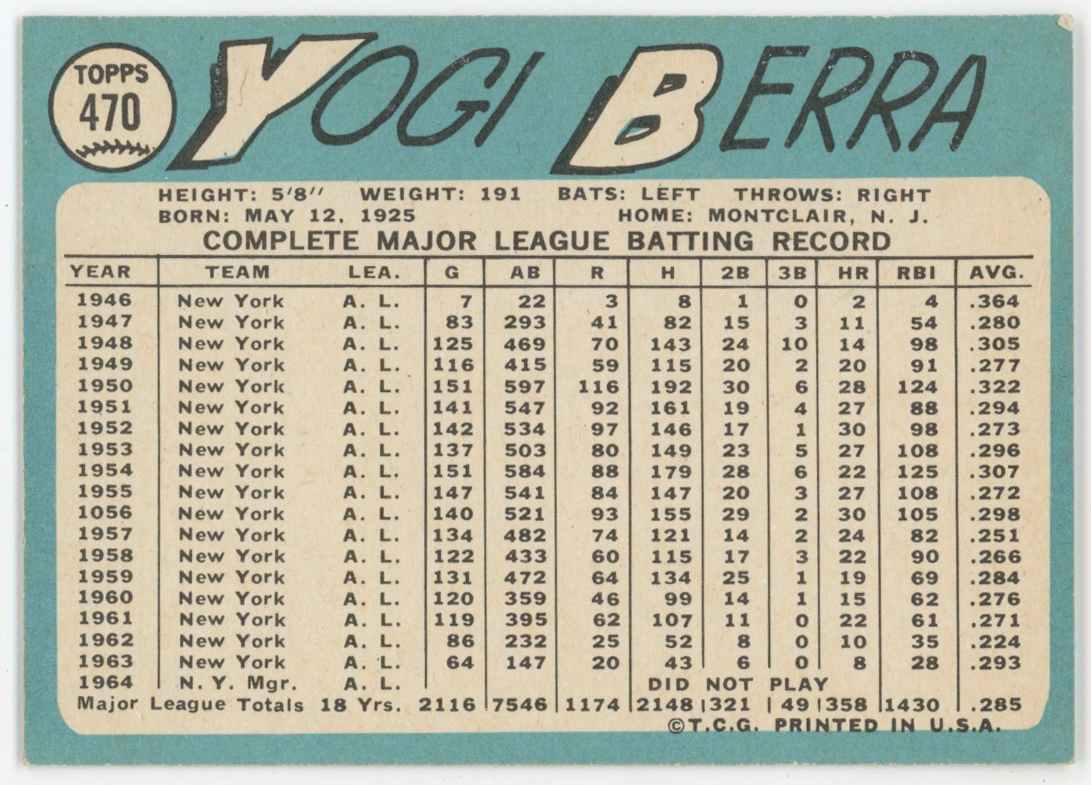 TOPPS
470
YOGI BERRA
HEIGHT: 5'8" WEIGHT: 191 BATS: LEFT THROWS: RIGHT
BORN: MAY 12, 1925 HOME: MONTCLAIR, N. J.
COMPLETE MAJOR LEAGUE BATTING RECORD
YEAR TEAM LEA. G AB R H 2B 3B HR RBI AVG.
1946 New York A. L. 7 22 3 8 1 0 2 4 .364
1947 New York A. L. 83 293 41 82 15 3 11 54 .280
1948 New York A. L. 125 469 70 143 24 10 14 98 .305
1949 New York A. L. 116 415 59 115 20 2 20 91 .277
1950 New York A. L. 151 597 116 192 30 6 28 124 .322
1951 New York A. L. 141 547 92 161 19 4 27 88 .294
1952 New York A. L. 142 534 97 146 17 1 30 98 .273
1953 New York A. L. 137 503 80 149 23 5 27 108 .296
1954 New York A. L. 151 584 88 179 28 6 22 125 .307
1955 New York A. L. 147 541 84 147 20 3 27 108 .272
1056 New York A. L. 140 521 93 155 29 2 30 105 .298
1957 New York A. L. 134 482 74 121 14 2 24 82 .251
1958 New York A. L. 122 433 60 115 17 3 22 90 .266
1959 New York A. L. 131 472 64 134 25 1 19 69 .284
1960 New York A. L. 120 359 46 99 14 1 15 62 .276
1961 New York A. L. 119 395 62 107 11 0 22 61 .271
1962 New York A. L. 86 232 25 52 8 0 10 35 .224
1963 New York A. L. 64 147 20 43 6 0 8 28 .293
1964 N. Y. Mgr. A. L. DID NOT PLAY
Major League Totals 18 Yrs. 2116 7546 1174 2148 321 49 358 1430 .285
©T.C.G. PRINTED IN U.S.A.